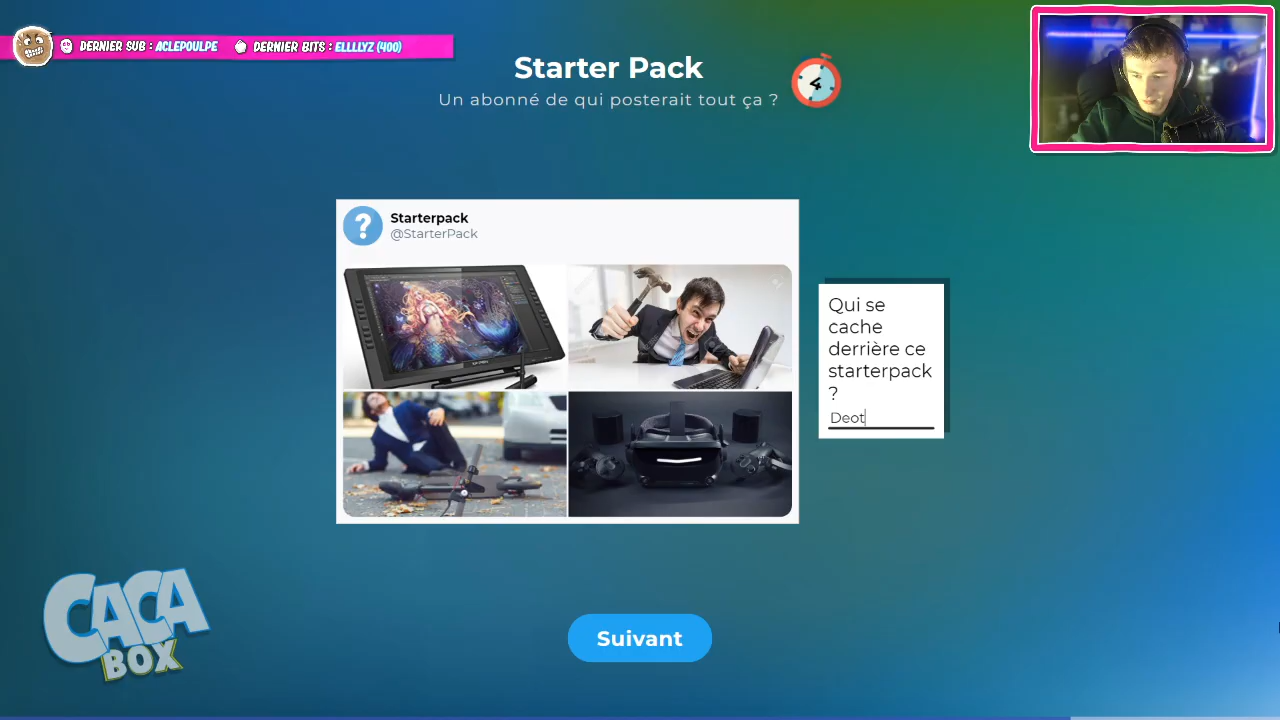 DERNIER SUB : ACLEPOULPE DERNIER BITS : ELLLLYZ (400)
Starter Pack
Un abonné de qui posterait tout ça ?
4
Starterpack
@StarterPack
Qui se
cache
derrière ce
starterpack
?
Deot
CACA
BOX
Suivant